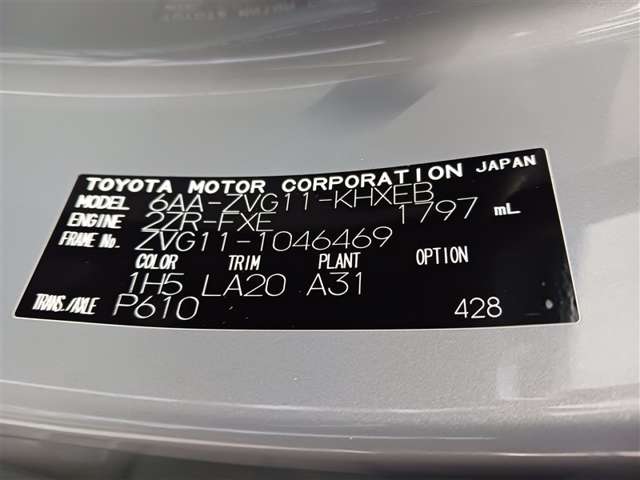 TOYOTA MOTOR CORPORATION JAPAN
MODEL 6AA-ZVG11-KHXEB
ENGINE 2ZR-FXE 1797 mL
FRAME No. ZVG11-1046469
COLOR TRIM PLANT OPTION
1H5 LA20 A31
TRANS./AXLE P610 428